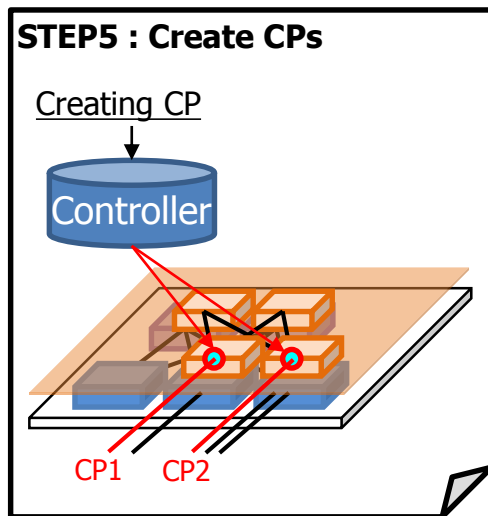 STEP5 : Create CPs
Creating CP
Controller
CP1
CP2